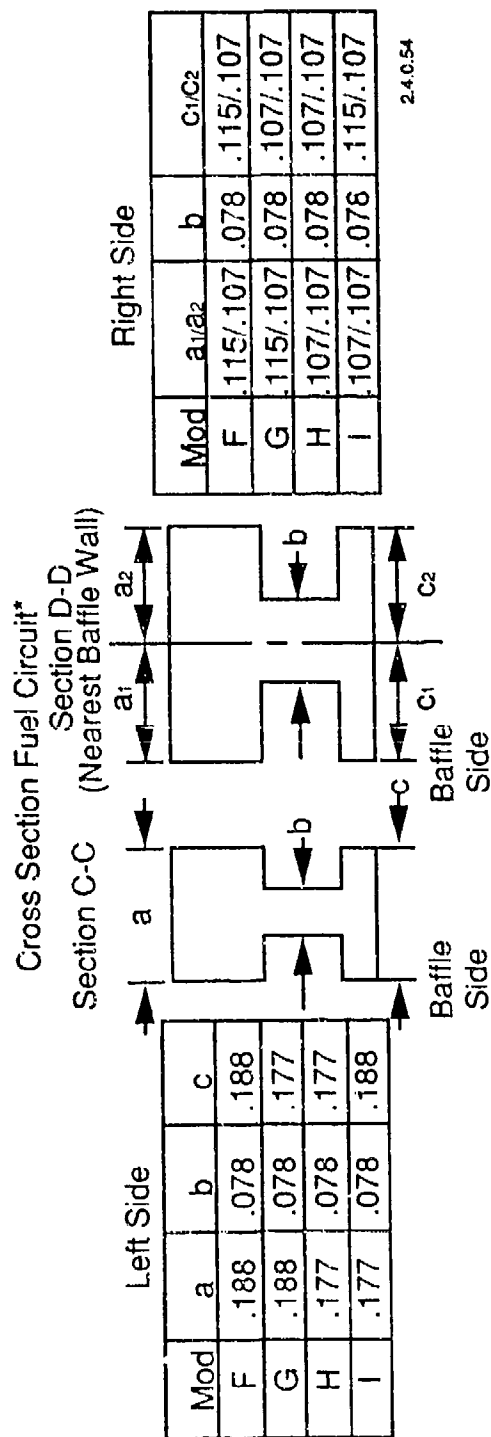 Cross Section Fuel Circuit*
Left Side
Mod a b c
F .188 .078 .188
G .188 .078 .177
H .177 .078 .177
I .177 .078 .188
Section C-C
a
b
c
Baffle
Side
Section D-D
(Nearest Baffle Wall)
a1 a2
b
c1 c2
Baffle
Side
Right Side
Mod a1/a2 b c1/c2
F .115/.107 .078 .115/.107
G .115/.107 .078 .107/.107
H .107/.107 .078 .107/.107
I .107/.107 .076 .115/.107
2.4.0.54